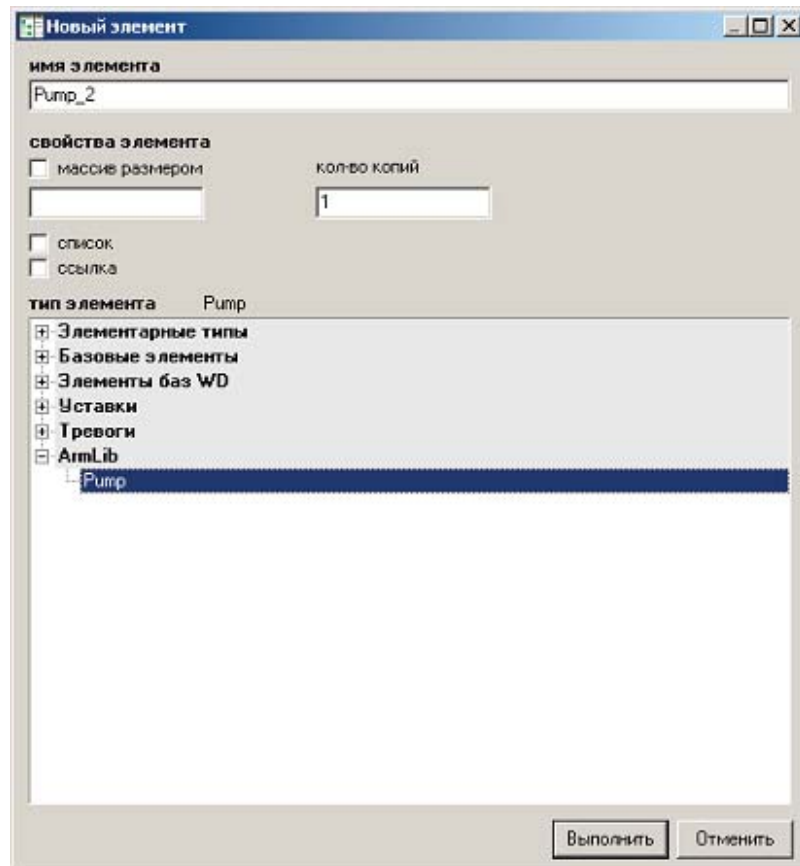 Новый элемент
имя элемента
Pump_2
свойства элемента
массив размером кол-во копий
1
список
ссылка
тип элемента Pump
Элементарные типы
Базовые элементы
Элементы баз WD
Уставки
Тревоги
ArmLib
Pump
Выполнить Отменить